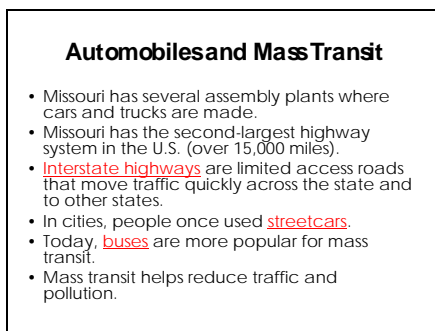 Automobiles and Mass Transit
• Missouri has several assembly plants where
cars and trucks are made.
• Missouri has the second-largest highway
system in the U.S. (over 15,000 miles).
• Interstate highways are limited access roads
that move traffic quickly across the state and
to other states.
• In cities, people once used streetcars.
• Today, buses are more popular for mass
transit.
• Mass transit helps reduce traffic and
pollution.